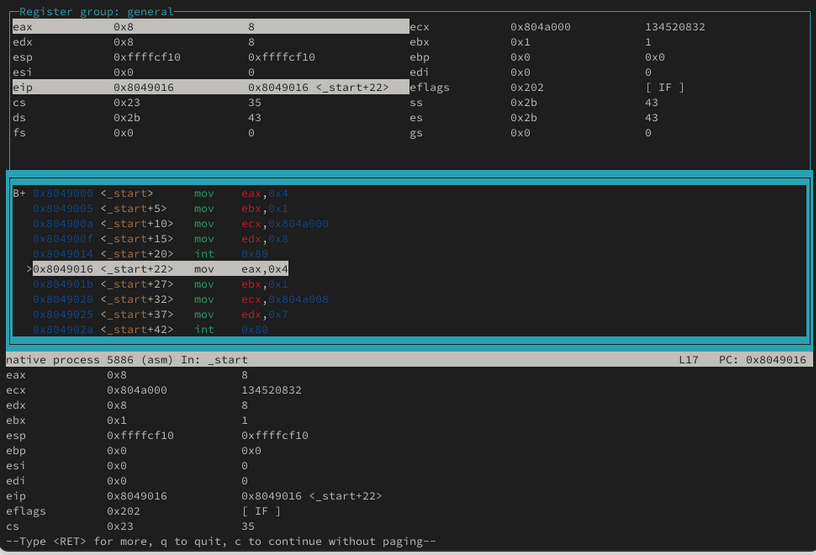 Register group: general
eax 0x8 8 ecx 0x804a000 134520832
edx 0x8 8 ebx 0x1 1
esp 0xffffcf10 0xffffcf10 ebp 0x0 0x0
esi 0x0 0 edi 0x0 0
eip 0x8049016 0x8049016 <_start+22> eflags 0x202 [ IF ]
cs 0x23 35 ss 0x2b 43
ds 0x2b 43 es 0x2b 43
fs 0x0 0 gs 0x0 0
B+ 0x8049000 <_start> mov eax,0x4
0x8049005 <_start+5> mov ebx,0x1
0x804900a <_start+10> mov ecx,0x804a000
0x804900f <_start+15> mov edx,0x8
0x8049014 <_start+20> int 0x80
>0x8049016 <_start+22> mov eax,0x4
0x804901b <_start+27> mov ebx,0x1
0x8049020 <_start+32> mov ecx,0x804a008
0x8049025 <_start+37> mov edx,0x7
0x804902a <_start+42> int 0x80
native process 5886 (asm) In: _start L17 PC: 0x8049016
eax 0x8 8
ecx 0x804a000 134520832
edx 0x8 8
ebx 0x1 1
esp 0xffffcf10 0xffffcf10
ebp 0x0 0x0
esi 0x0 0
edi 0x0 0
eip 0x8049016 0x8049016 <_start+22>
eflags 0x202 [ IF ]
cs 0x23 35
--Type <RET> for more, q to quit, c to continue without paging--